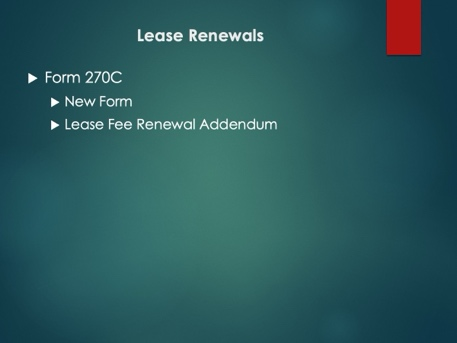 Lease Renewals
Form 270C
New Form
Lease Fee Renewal Addendum